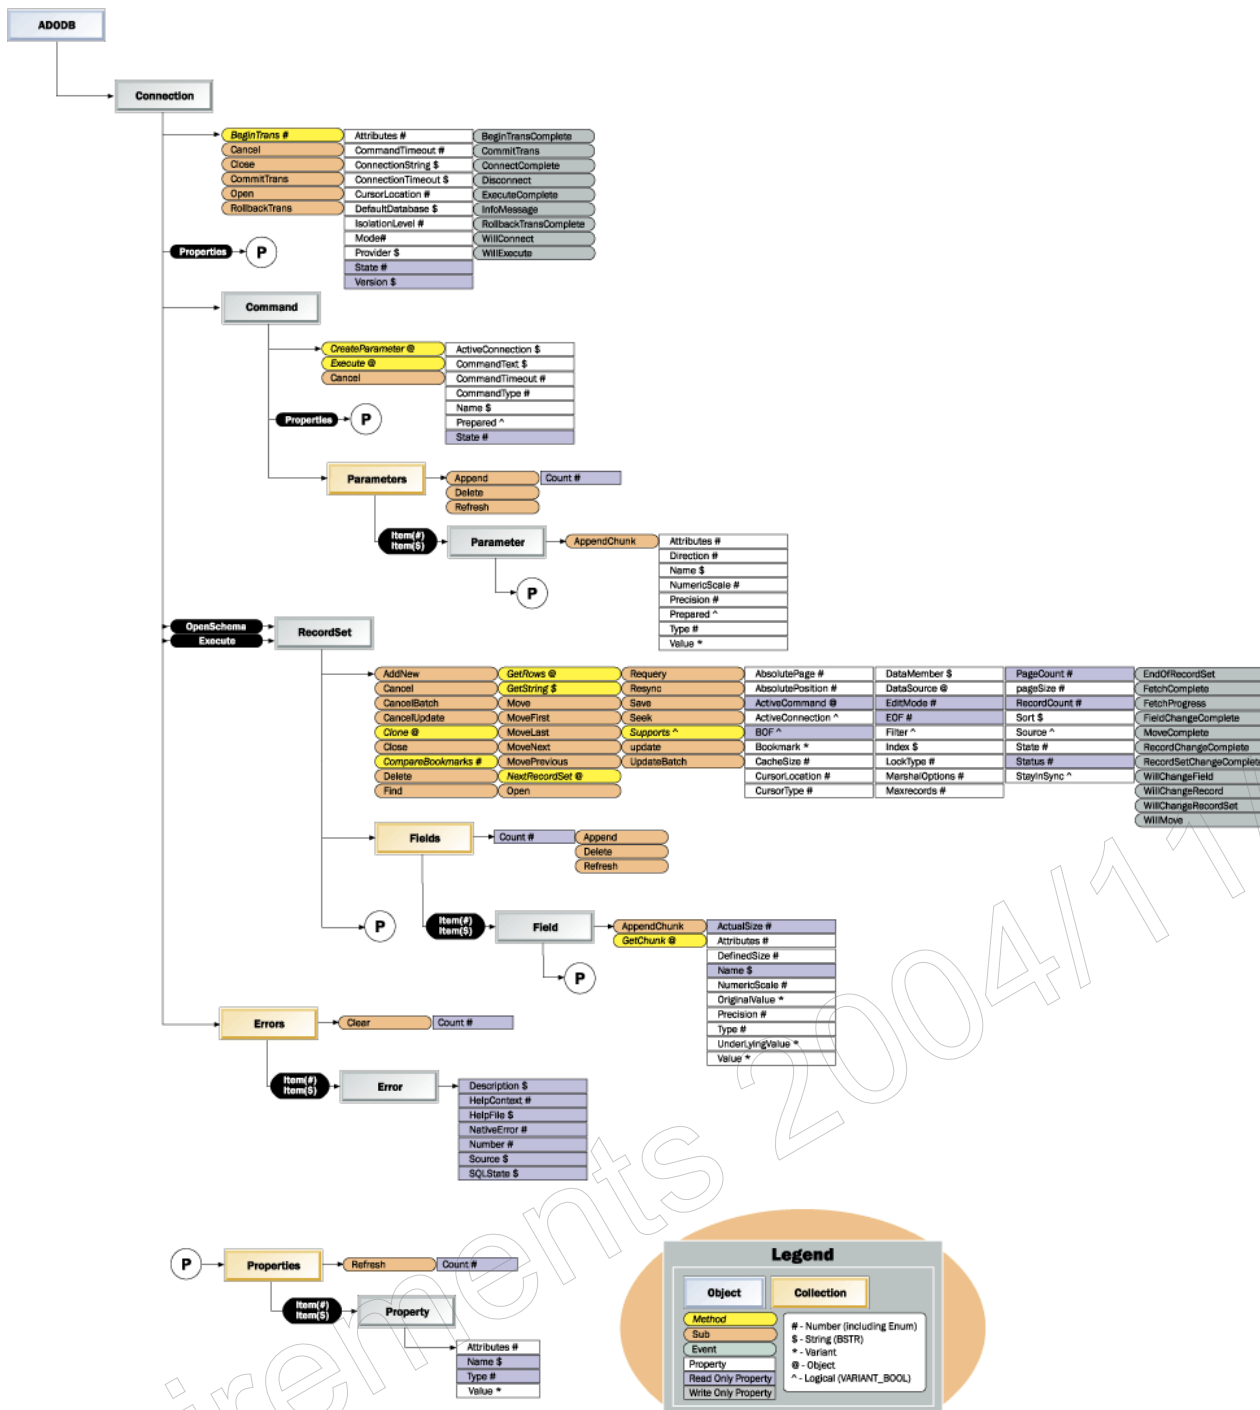 ADODB
Connection
BeginTrans #
Cancel
Close
CommitTrans
Open
RollbackTrans
Attributes #
CommandTimeout #
ConnectionString $
ConnectionTimeout $
CursorLocation #
DefaultDatabase $
IsolationLevel #
Mode#
Provider $
State #
Version $
BeginTransComplete
CommitTrans
ConnectComplete
Disconnect
ExecuteComplete
InfoMessage
RollbackTransComplete
WillConnect
WillExecute
Properties
P
Command
CreateParameter @
Execute @
Cancel
ActiveConnection $
CommandText $
CommandTimeout #
CommandType #
Name $
Prepared ^
State #
Properties
P
Parameters
Append
Delete
Refresh
Count #
Item(#)
Item($)
Parameter
AppendChunk
Attributes #
Direction #
Name $
NumericScale #
Precision #
Prepared ^
Type #
Value *
P
OpenSchema
Execute
RecordSet
AddNew
Cancel
CancelBatch
CancelUpdate
Clone @
Close
CompareBookmarks #
Delete
Find
GetRows @
GetString $
Move
MoveFirst
MoveLast
MoveNext
MovePrevious
NextRecordSet @
Open
Requery
Resync
Save
Seek
Supports ^
update
UpdateBatch
AbsolutePage #
AbsolutePosition #
ActiveCommand @
ActiveConnection ^
BOF ^
Bookmark *
CacheSize #
CursorLocation #
CursorType #
DataMember $
DataSource @
EditMode #
EOF #
Filter ^
Index $
LockType #
MarshalOptions #
Maxrecords #
PageCount #
pageSize #
RecordCount #
Sort $
Source ^
State #
Status #
StayInSync ^
EndOfRecordSet
FetchComplete
FetchProgress
FieldChangeComplete
MoveComplete
RecordChangeComplete
RecordSetChangeComplete
WillChangeField
WillChangeRecord
WillChangeRecordSet
WillMove
Fields
Count #
Append
Delete
Refresh
P
Item(#)
Item($)
Field
AppendChunk
GetChunk @
ActualSize #
Attributes #
DefinedSize #
Name $
NumericScale #
OriginalValue *
Precision #
Type #
UnderLyingValue *
Value *
P
Errors
Clear
Count #
Item(#)
Item($)
Error
Description $
HelpContext #
HelpFile $
NativeError #
Number #
Source $
SQLState $
P
Properties
Refresh
Count #
Item(#)
Item($)
Property
Attributes #
Name $
Type #
Value *
Legend
Object
Collection
Method
Sub
Event
Property
Read Only Property
Write Only Property
# - Number (including Enum)
$ - String (BSTR)
* - Variant
@ - Object
^ - Logical (VARIANT_BOOL)
irements 2004/11